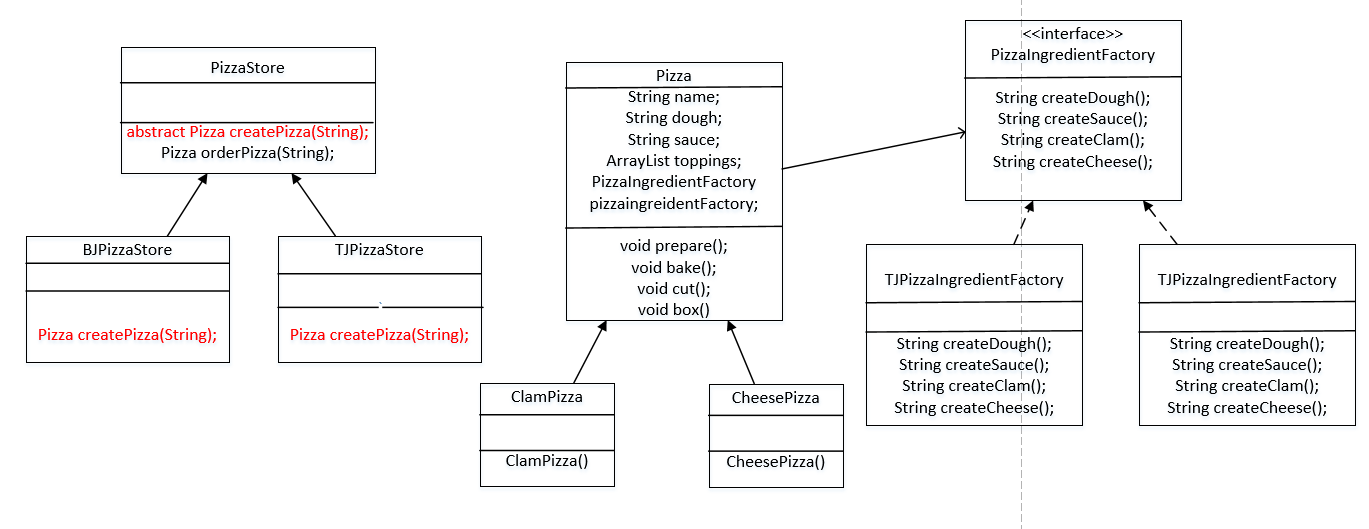 PizzaStore
abstract Pizza createPizza(String);
Pizza orderPizza(String);
BJPizzaStore
Pizza createPizza(String);
TJPizzaStore
Pizza createPizza(String);
Pizza
String name;
String dough;
String sauce;
ArrayList toppings;
PizzaIngredientFactory
pizzaingreidentFactory;
void prepare();
void bake();
void cut();
void box()
ClamPizza
ClamPizza()
CheesePizza
CheesePizza()
<<interface>>
PizzaIngredientFactory
String createDough();
String createSauce();
String createClam();
String createCheese();
TJPizzaIngredientFactory
String createDough();
String createSauce();
String createClam();
String createCheese();
TJPizzaIngredientFactory
String createDough();
String createSauce();
String createClam();
String createCheese();